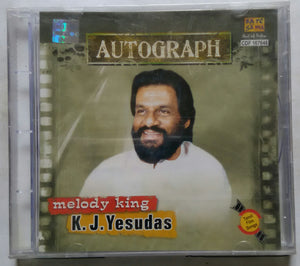 AUTOGRAPH
melody king
K. J. Yesudas